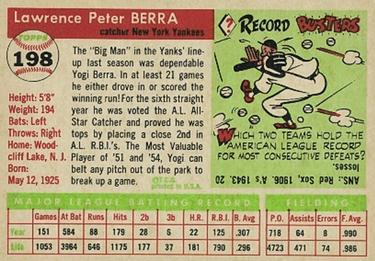 Lawrence Peter BERRA
catcher New York Yankees
TOPPS
198
Height: 5'8"
Weight: 194
Bats: Left
Throws: Right
Home: Wood-
cliff Lake, N. J.
Born:
May 12, 1925
The "Big Man" in the Yanks' line-
up last season was dependable
Yogi Berra. In at least 21 games
he either drove in or scored the
winning run! For the sixth straight
year he was voted the A.L. All-
Star Catcher and proved he was
tops by placing a close 2nd in
A.L. R.B.I.'s. The Most Valuable
Player of '51 and '54, Yogi can
belt any pitch out of the park to
break up a game.
©T.C.G. PRINTED IN U.S.A.
? RECORD BUSTERS
WHICH TWO TEAMS HOLD THE
AMERICAN LEAGUE RECORD
FOR MOST CONSECUTIVE DEFEATS?
ANS.: Red Sox, 1906. A's, 1943. 20
losses.
MAJOR LEAGUE BATTING RECORD FIELDING
Games At Bat Runs Hits 2b 3b H.R. R.B.I. B. Avg. P.O. Assists Errors F. Avg.
Year 151 584 88 179 28 6 22 125 .307 718 64 8 .990
Life 1053 3964 646 1175 181 37 177 790 .296 4723 471 74 .986